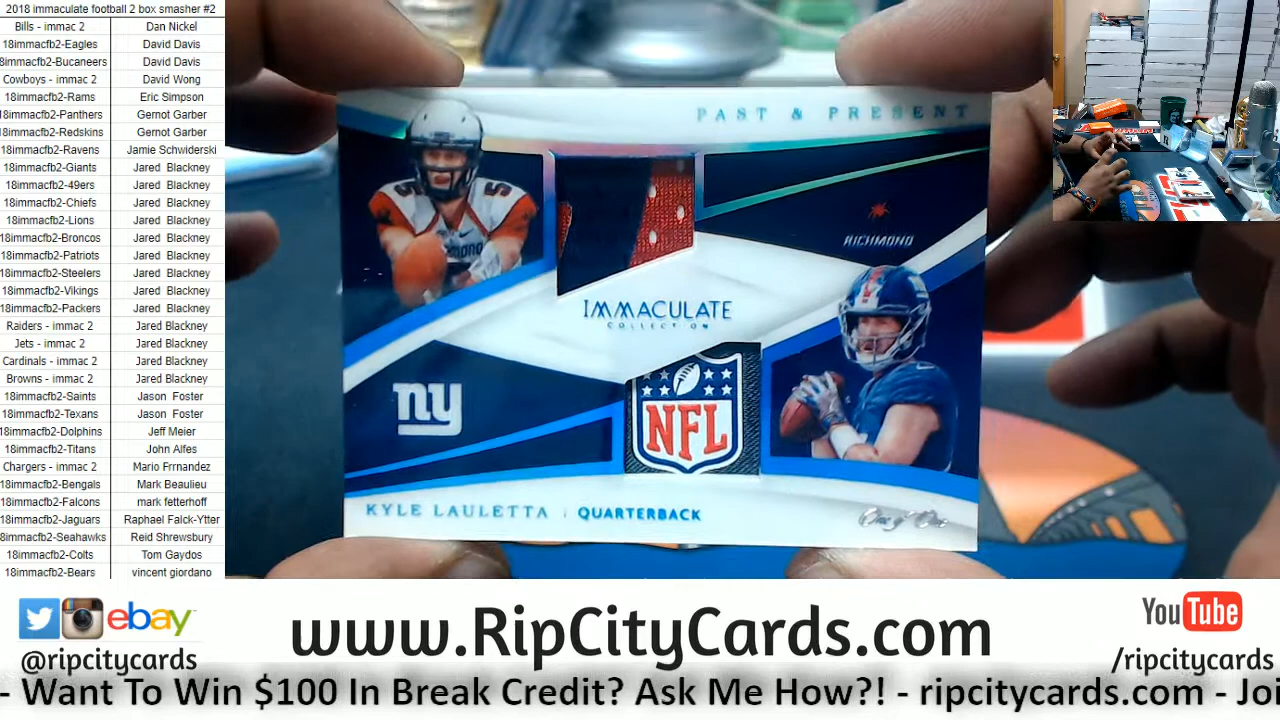 2018 immaculate football 2 box smasher #2
Bills - immac 2 Dan Nickel
18immacfb2-Eagles David Davis
8immacfb2-Bucaneers David Davis
Cowboys - immac 2 David Wong
18immacfb2-Rams Eric Simpson
18immacfb2-Panthers Gernot Garber
18immacfb2-Redskins Gernot Garber
18immacfb2-Ravens Jamie Schwiderski
18immacfb2-Giants Jared Blackney
18immacfb2-49ers Jared Blackney
18immacfb2-Chiefs Jared Blackney
18immacfb2-Lions Jared Blackney
18immacfb2-Broncos Jared Blackney
18immacfb2-Patriots Jared Blackney
18immacfb2-Steelers Jared Blackney
18immacfb2-Vikings Jared Blackney
18immacfb2-Packers Jared Blackney
Raiders - immac 2 Jared Blackney
Jets - immac 2 Jared Blackney
Cardinals - immac 2 Jared Blackney
Browns - immac 2 Jared Blackney
18immacfb2-Saints Jason Foster
18immacfb2-Texans Jason Foster
18immacfb2-Dolphins Jeff Meier
18immacfb2-Titans John Alfes
Chargers - immac 2 Mario Frrnandez
18immacfb2-Bengals Mark Beaulieu
18immacfb2-Falcons mark fetterhoff
18immacfb2-Jaguars Raphael Falck-Ytter
8immacfb2-Seahawks Reid Shrewsbury
18immacfb2-Colts Tom Gaydos
18immacfb2-Bears vincent giordano
PAST & PRESENT
RICHMOND
IMMACULATE
COLLECTION
ny
NFL
KYLE LAULETTA | QUARTERBACK
One of One
ebay
@ripcitycards
www.RipCityCards.com
YouTube
/ripcitycards
- Want To Win $100 In Break Credit? Ask Me How?! - ripcitycards.com - Joi